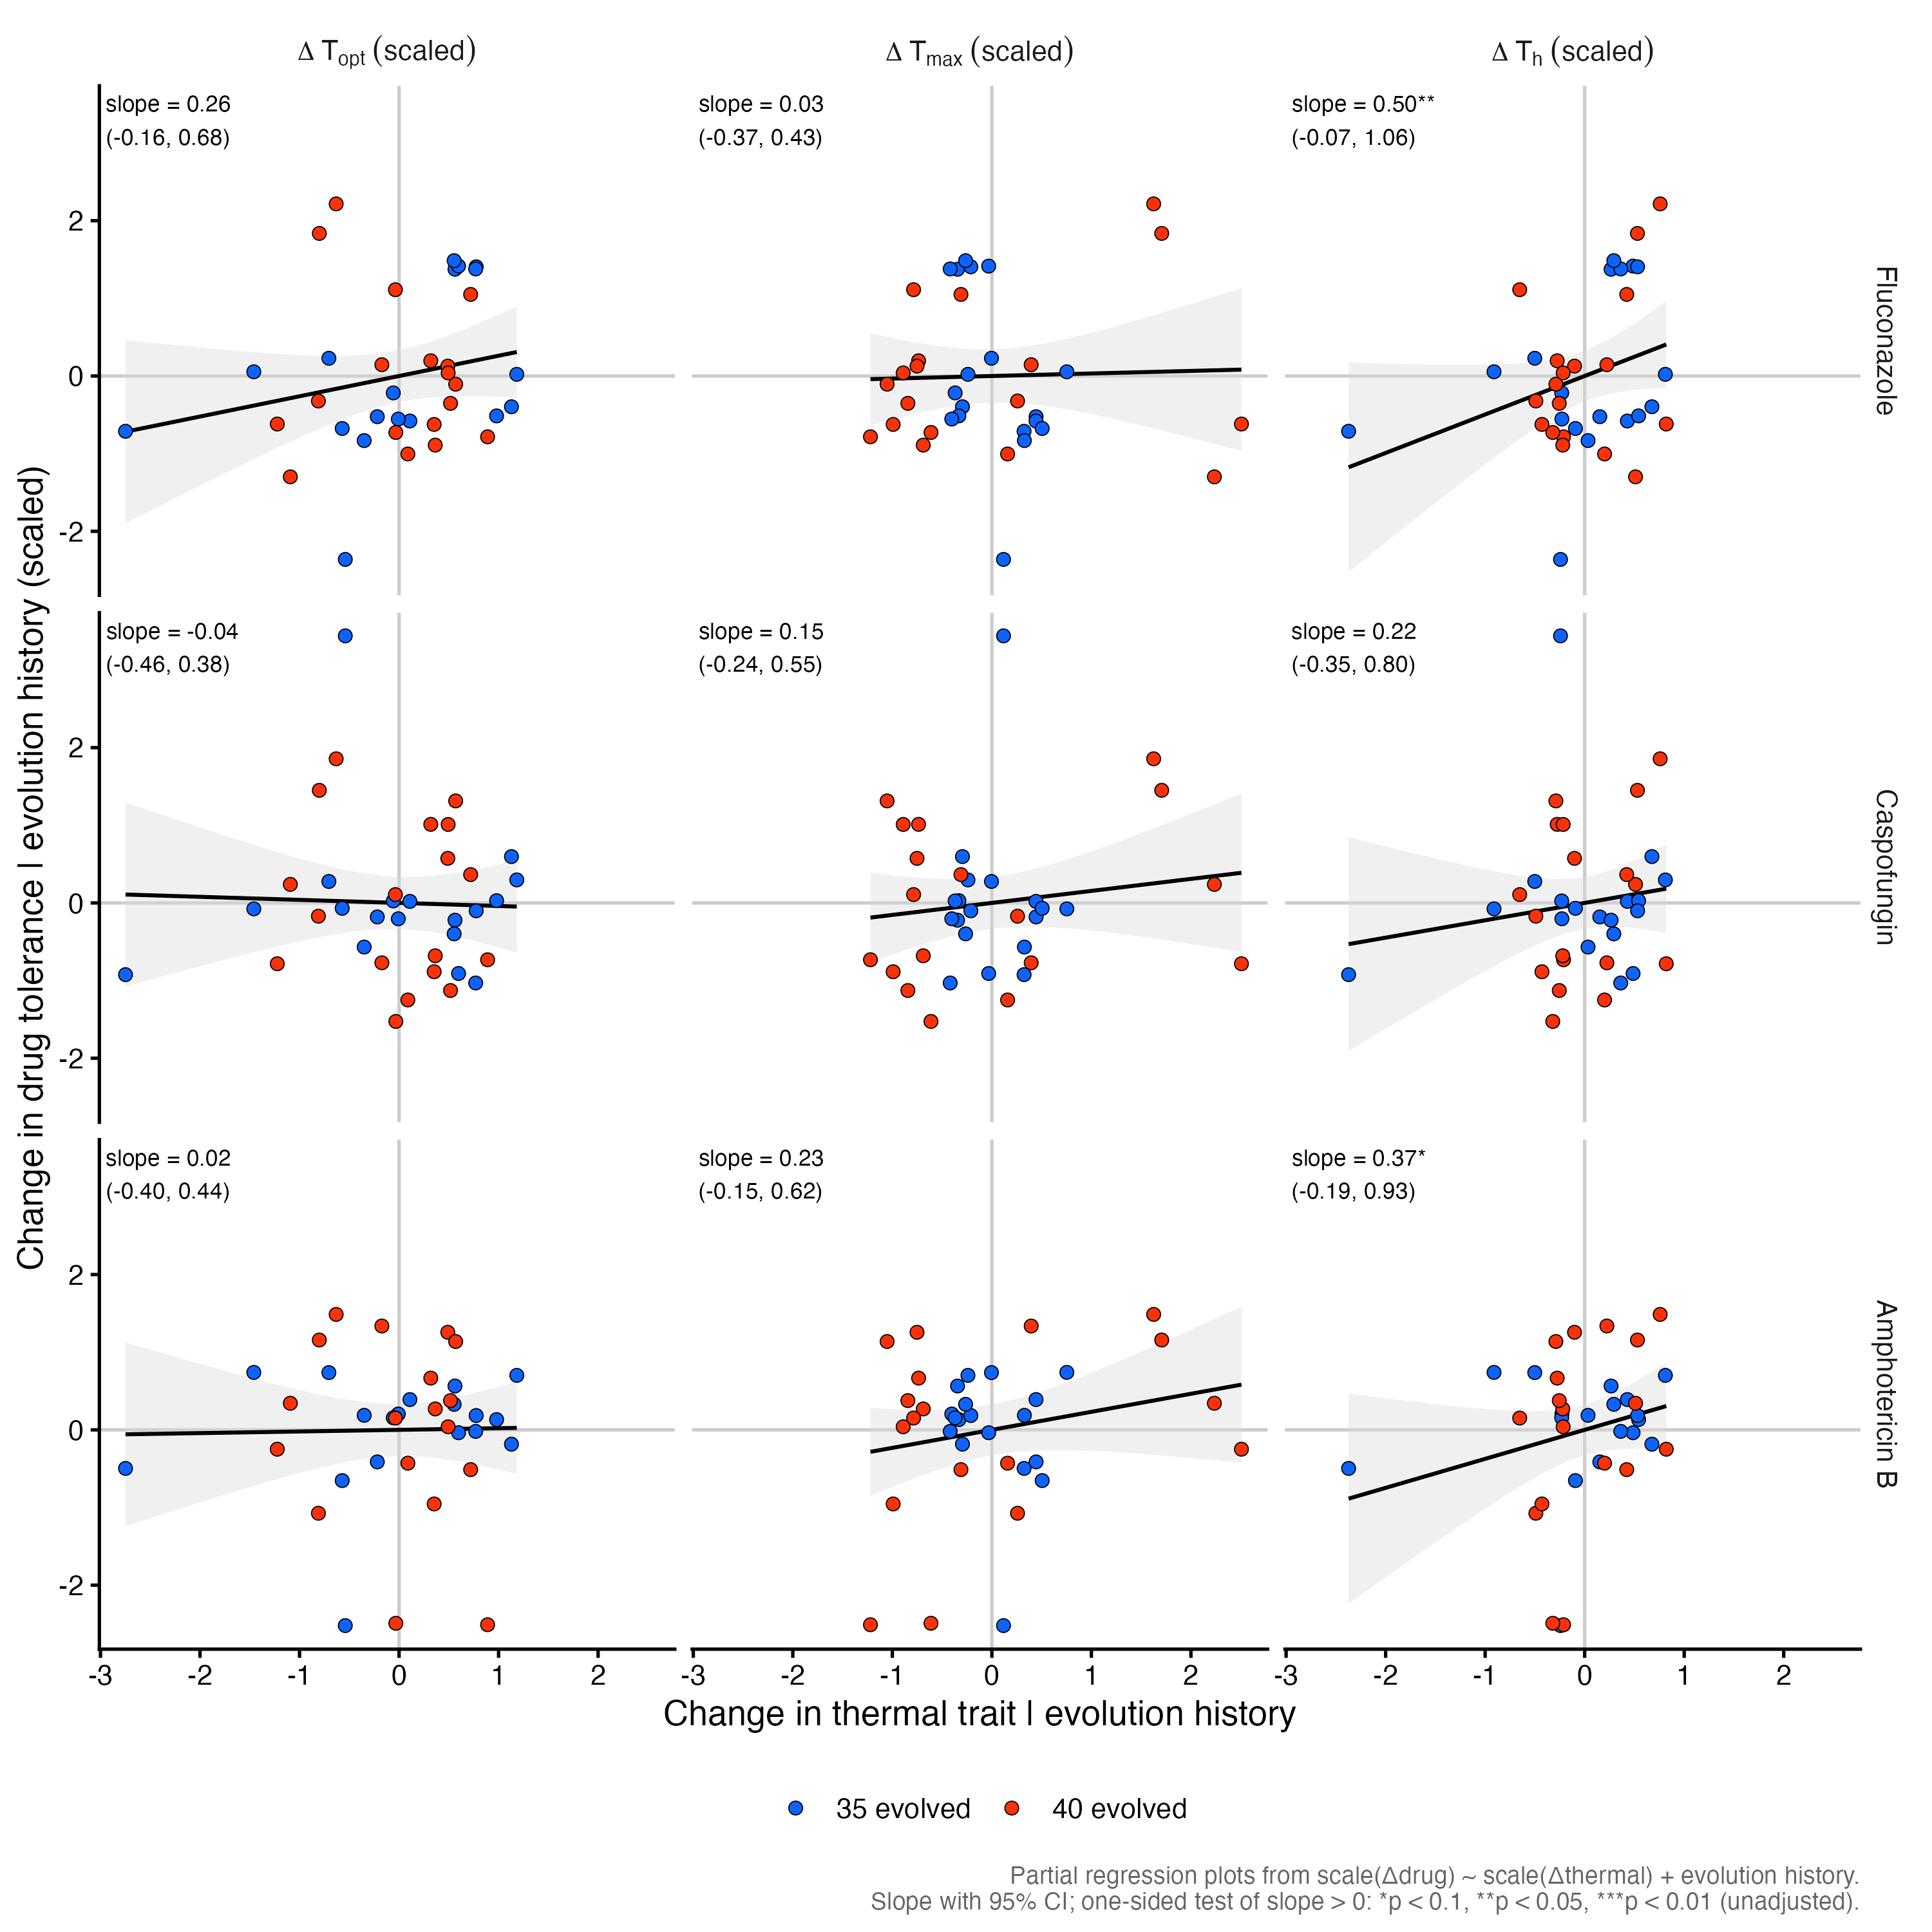 Δ Topt (scaled)
Δ Tmax (scaled)
Δ Th (scaled)
slope = 0.26
(-0.16, 0.68)
slope = 0.03
(-0.37, 0.43)
slope = 0.50**
(-0.07, 1.06)
2
0
-2
Fluconazole
slope = -0.04
(-0.46, 0.38)
slope = 0.15
(-0.24, 0.55)
slope = 0.22
(-0.35, 0.80)
2
0
-2
Caspofungin
slope = 0.02
(-0.40, 0.44)
slope = 0.23
(-0.15, 0.62)
slope = 0.37*
(-0.19, 0.93)
2
0
-2
Amphotericin B
Change in drug tolerance | evolution history (scaled)
-3 -2 -1 0 1 2
-3 -2 -1 0 1 2
-3 -2 -1 0 1 2
Change in thermal trait | evolution history
35 evolved
40 evolved
Partial regression plots from scale(Δdrug) ~ scale(Δthermal) + evolution history.
Slope with 95% CI; one-sided test of slope > 0: *p < 0.1, **p < 0.05, ***p < 0.01 (unadjusted).